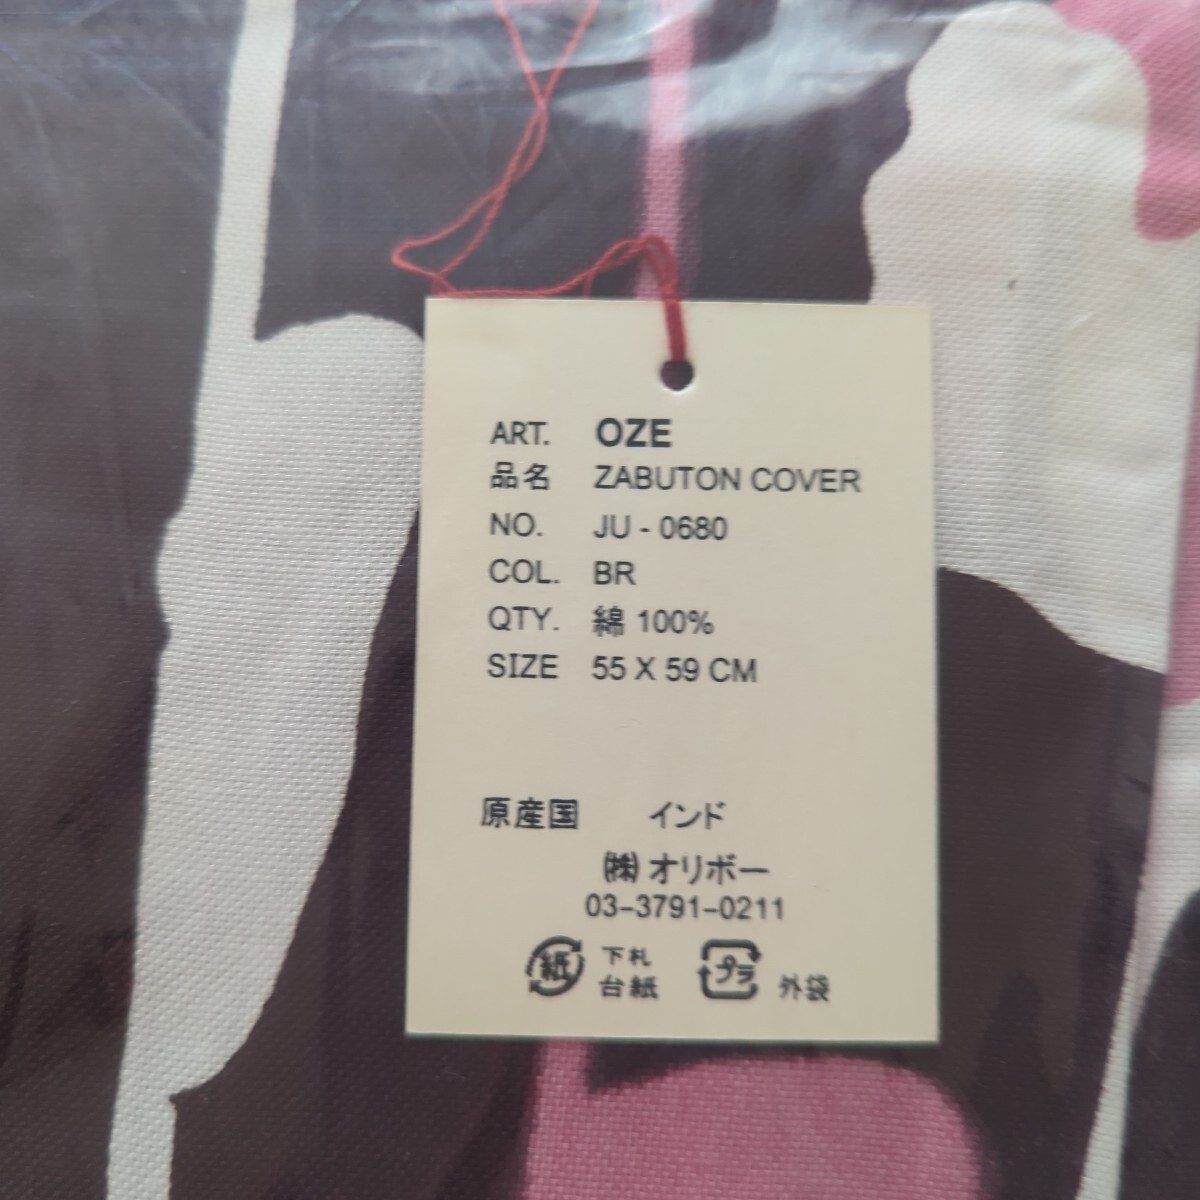 ART. OZE
品名 ZABUTON COVER
NO. JU - 0680
COL. BR
QTY. 綿 100%
SIZE 55 X 59 CM
原産国 インド
㈱オリボー
03-3791-0211
紙 下札 台紙 プラ 外袋